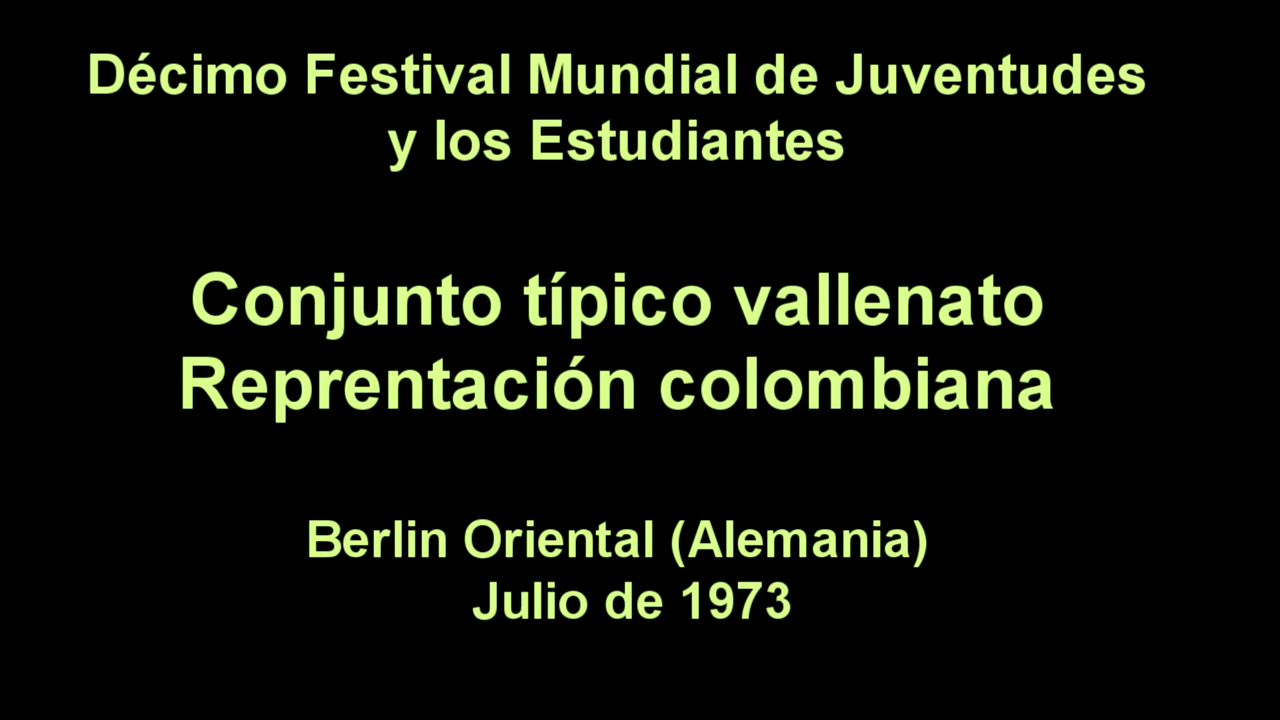 Décimo Festival Mundial de Juventudes
y los Estudiantes
Conjunto típico vallenato
Reprentación colombiana
Berlin Oriental (Alemania)
Julio de 1973